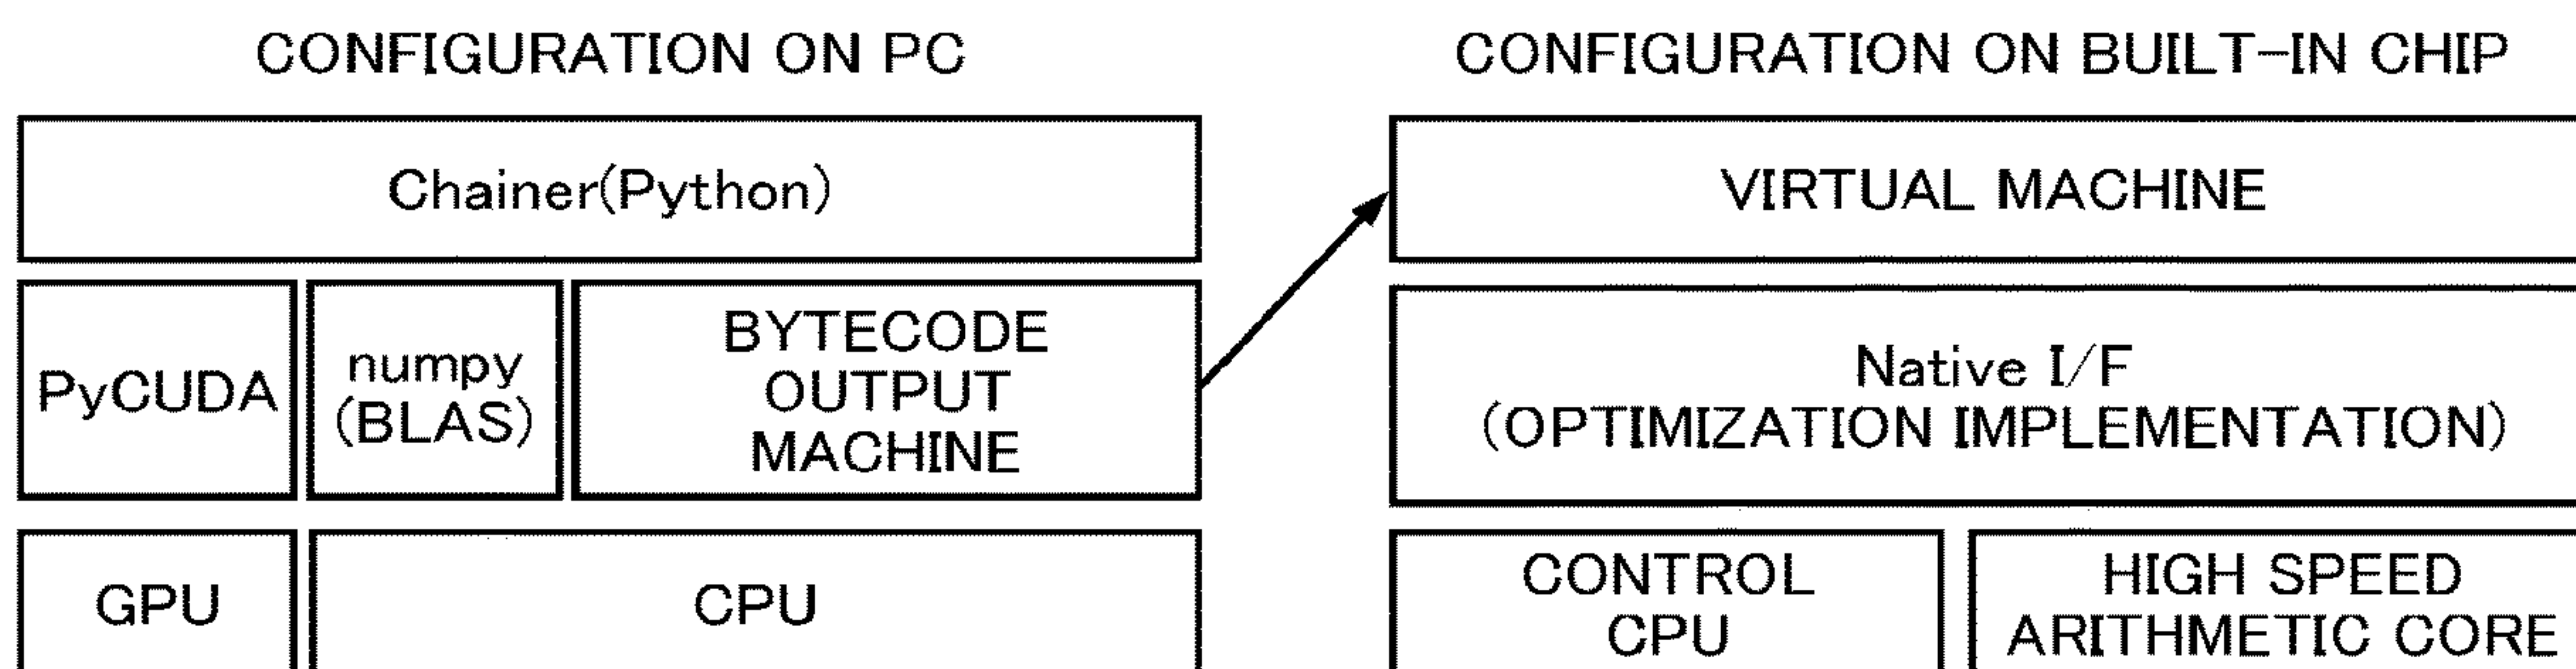 CONFIGURATION ON PC
Chainer(Python)
PyCUDA
numpy
(BLAS)
BYTECODE
OUTPUT
MACHINE
GPU
CPU
CONFIGURATION ON BUILT-IN CHIP
VIRTUAL MACHINE
Native I/F
(OPTIMIZATION IMPLEMENTATION)
CONTROL
CPU
HIGH SPEED
ARITHMETIC CORE